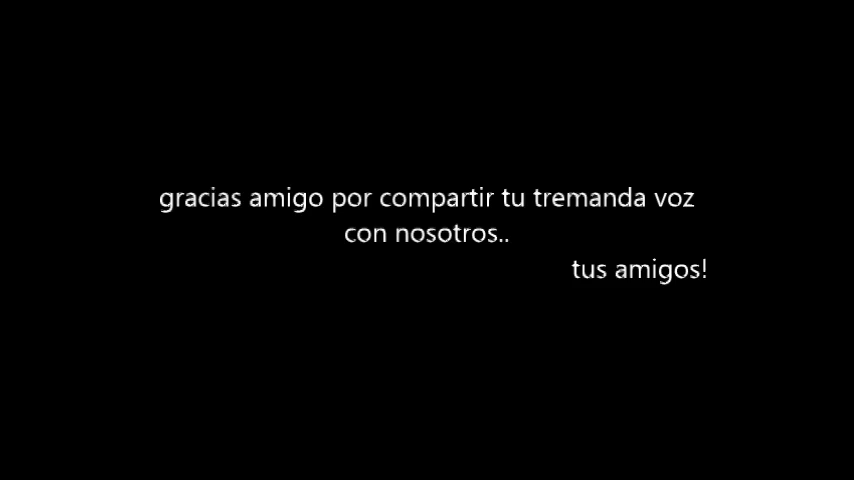 gracias amigo por compartir tu tremanda voz
con nosotros..
tus amigos!